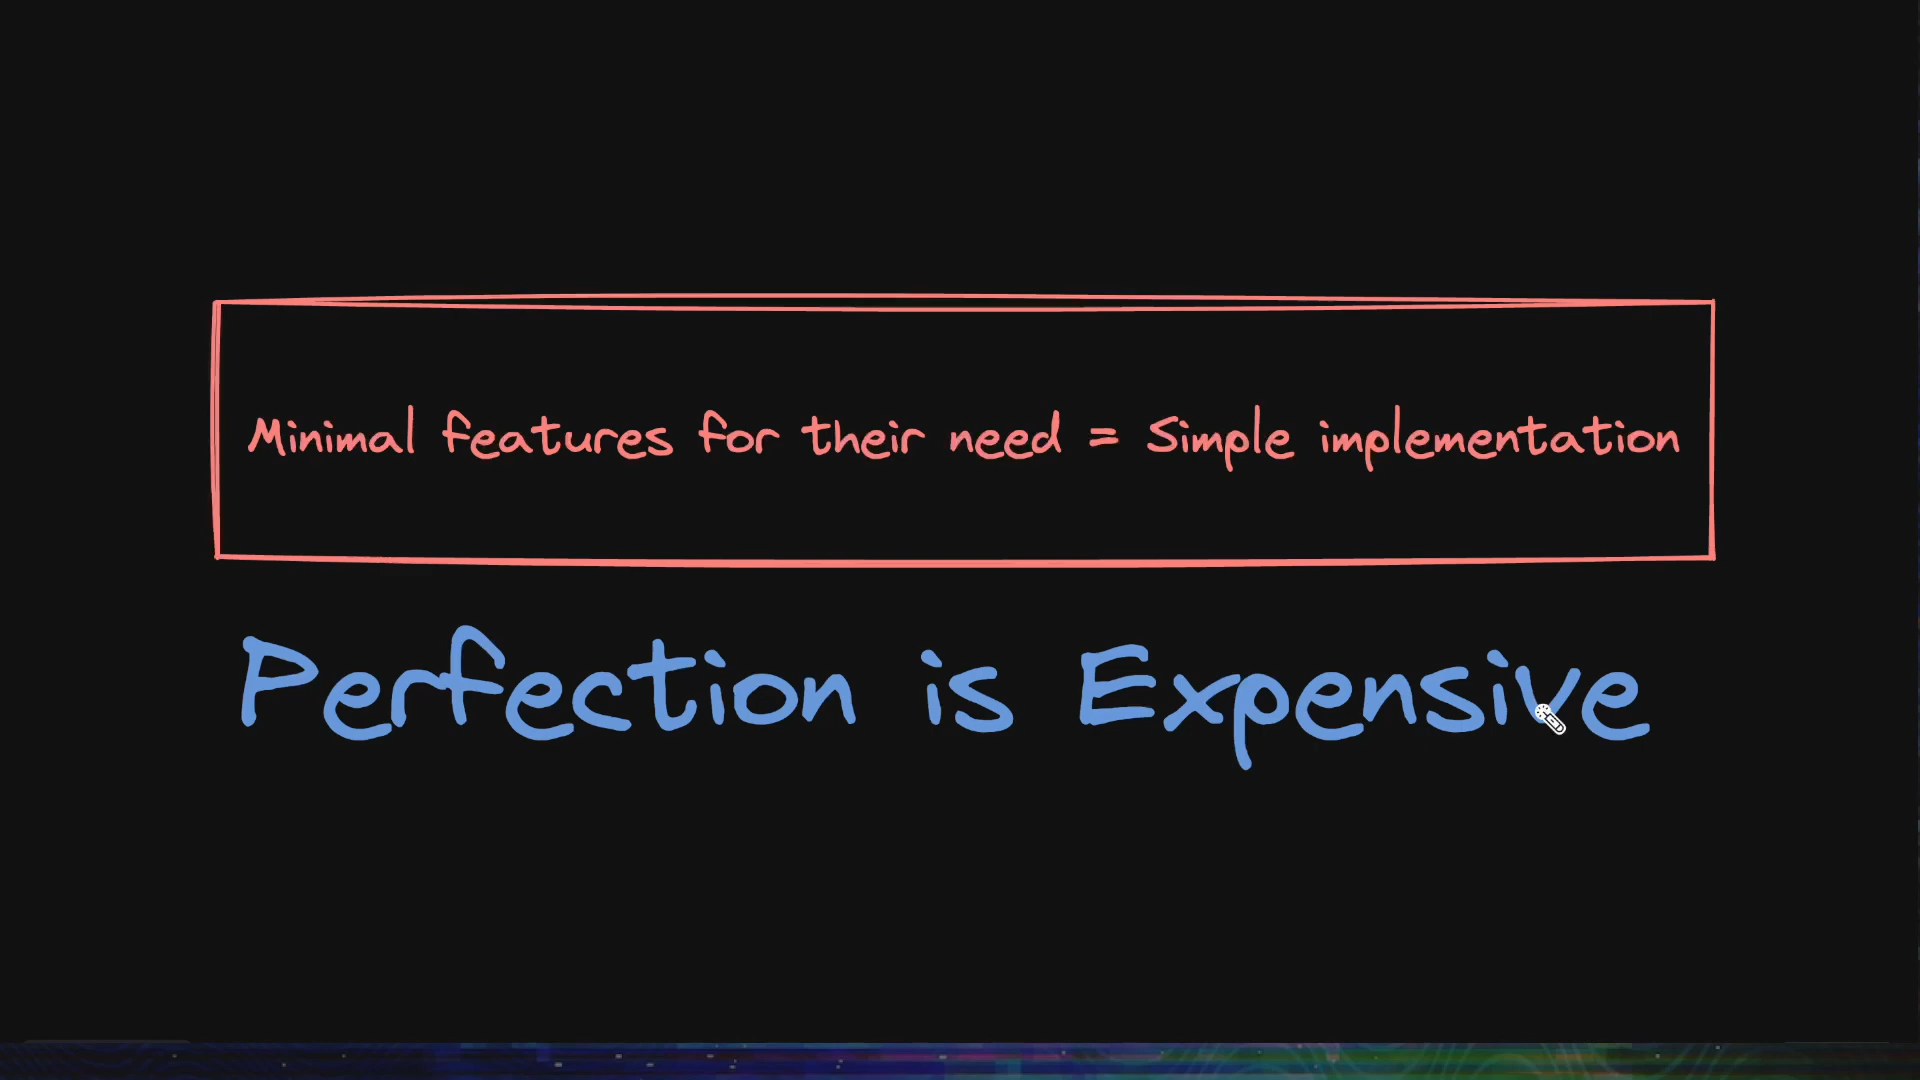 Minimal features for their need = Simple implementation
Perfection is Expensive